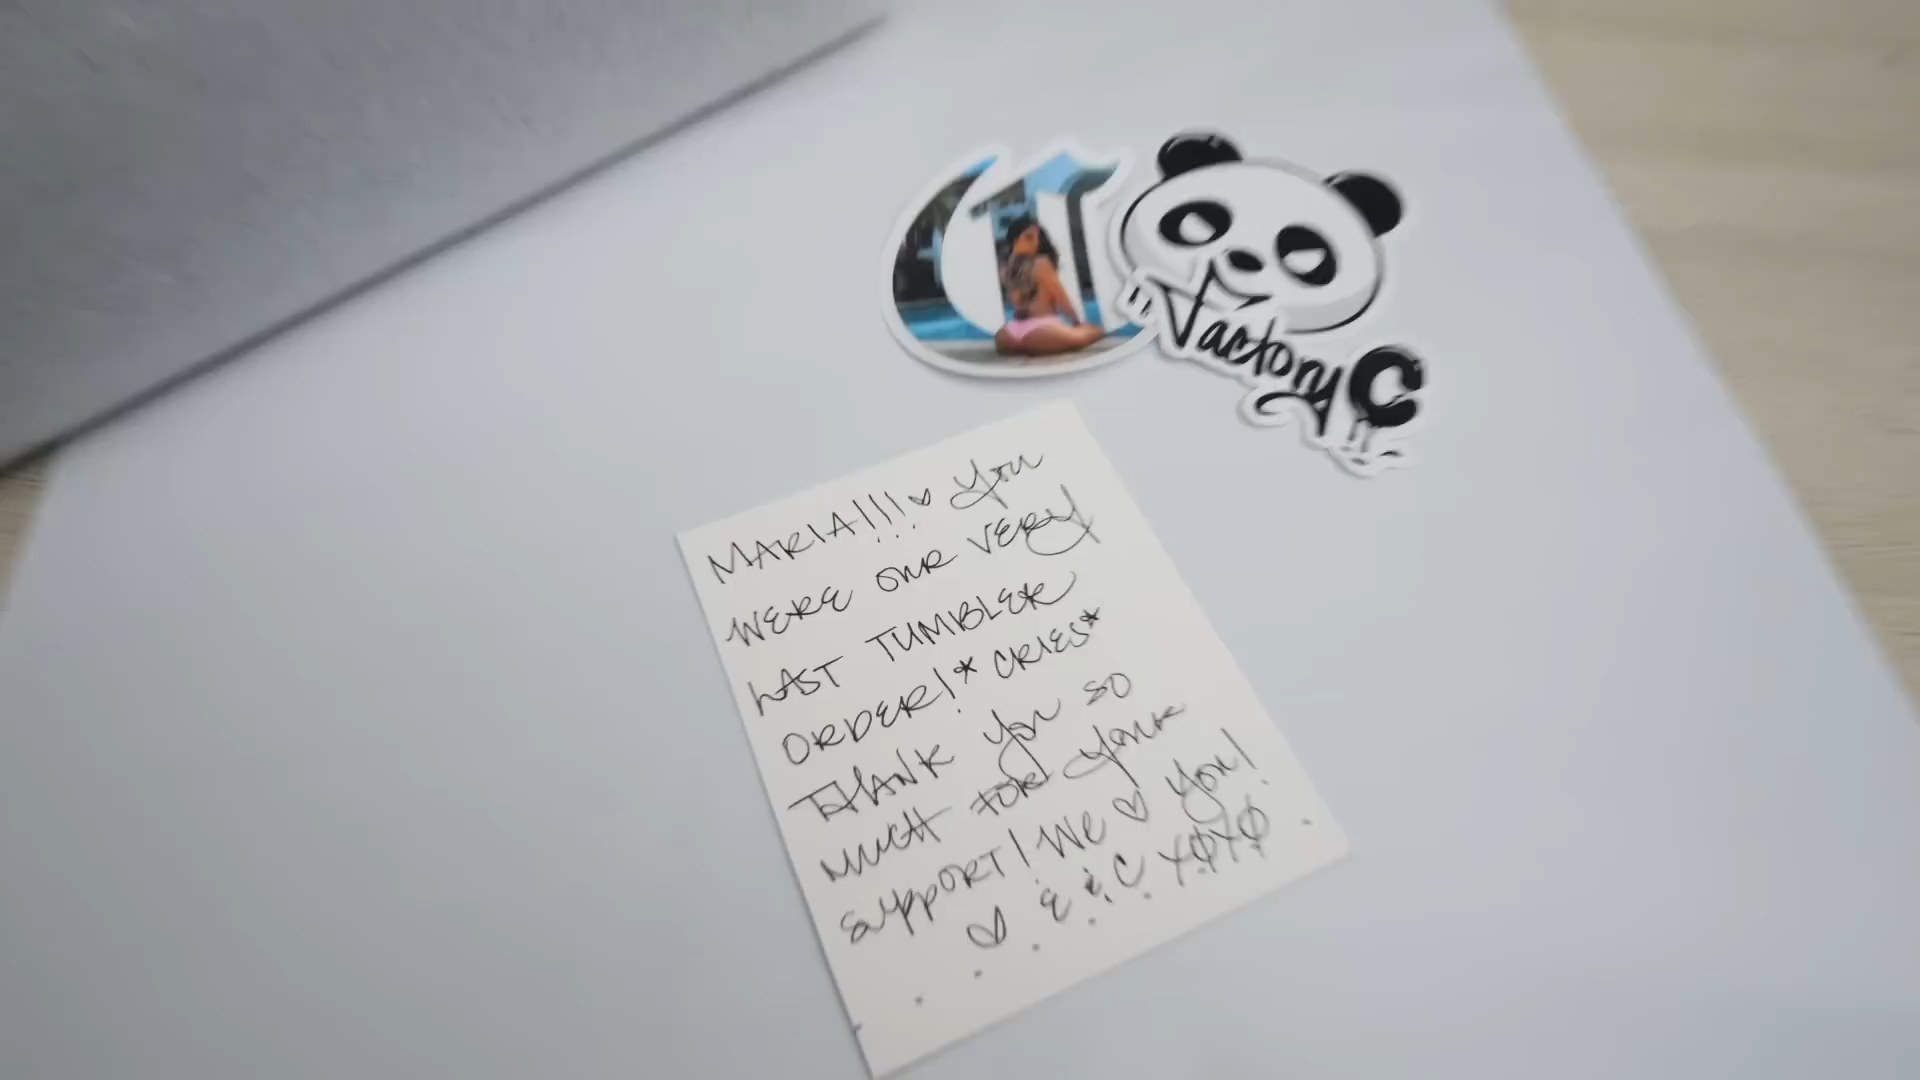 VactoryC
MARIA!!! ♡ You
WERE OUR VERY
LAST TUMBLER
ORDER! *CRIES*
THANK You SO
MUCH FOR YOUR
SUPPORT! We ♡ You!
♡ E & C XOXO